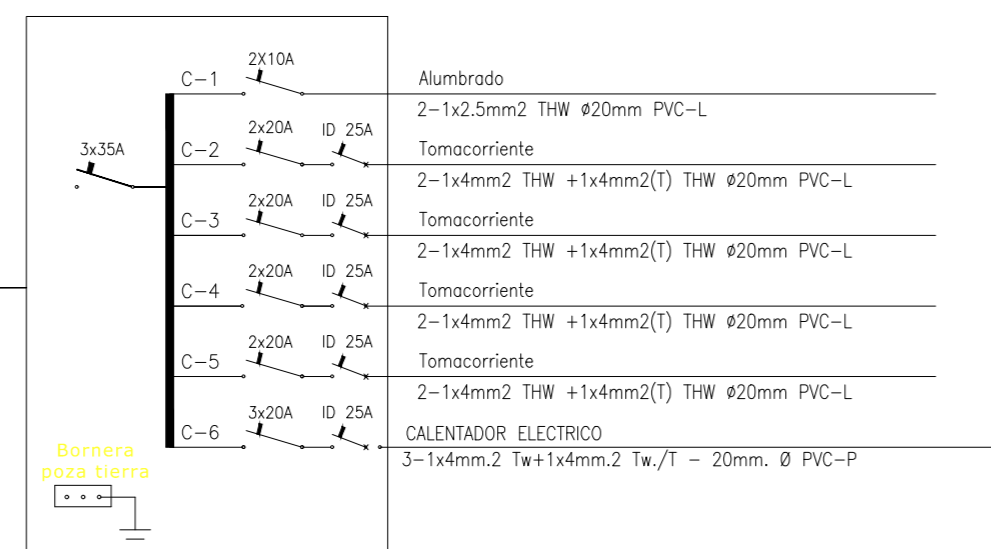 2X10A
C-1
Alumbrado
2-1x2.5mm2 THW Ø20mm PVC-L
3x35A
2x20A ID 25A
C-2
Tomacorriente
2-1x4mm2 THW +1x4mm2(T) THW Ø20mm PVC-L
2x20A ID 25A
C-3
Tomacorriente
2-1x4mm2 THW +1x4mm2(T) THW Ø20mm PVC-L
2x20A ID 25A
C-4
Tomacorriente
2-1x4mm2 THW +1x4mm2(T) THW Ø20mm PVC-L
2x20A ID 25A
C-5
Tomacorriente
2-1x4mm2 THW +1x4mm2(T) THW Ø20mm PVC-L
3x20A ID 25A
C-6
CALENTADOR ELECTRICO
3-1x4mm.2 Tw+1x4mm.2 Tw./T - 20mm. Ø PVC-P
Bornera
poza tierra